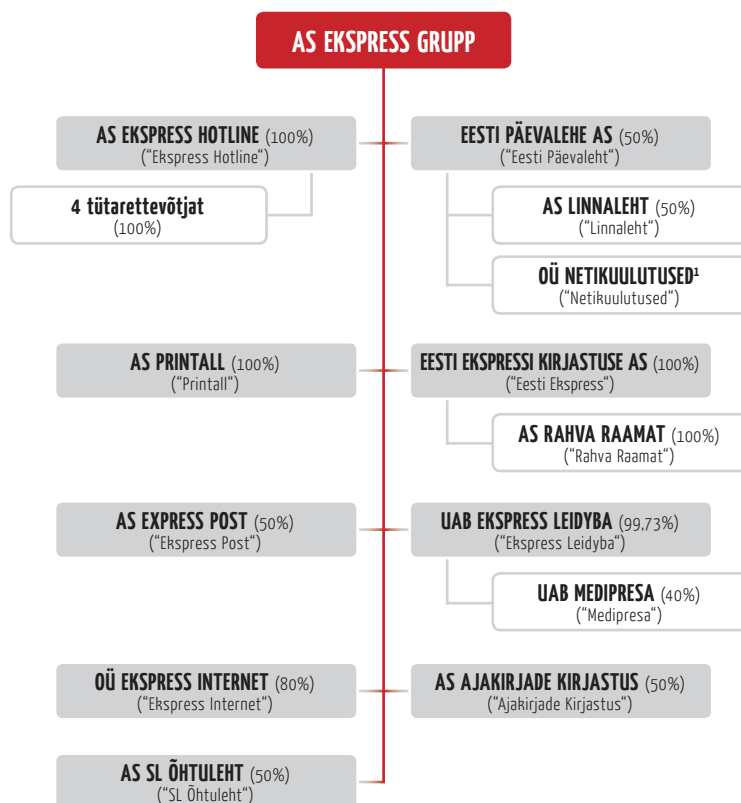 AS EKSPRESS GRUPP
AS EKSPRESS HOTLINE (100%)
("Ekspress Hotline“)
4 tütarettevõtjat
(100%)
EESTI PÄEVALEHE AS (50%)
("Eesti Päevaleht“)
AS LINNALEHT (50%)
("Linnaleht“)
OÜ NETIKUULUTUSED¹
("Netikuulutused“)
AS PRINTALL (100%)
("Printall“)
EESTI EKSPRESSI KIRJASTUSE AS (100%)
("Eesti Ekspress“)
AS RAHVA RAAMAT (100%)
("Rahva Raamat“)
AS EXPRESS POST (50%)
("Ekspress Post“)
UAB EKSPRESS LEIDYBA (99,73%)
("Ekspress Leidyba“)
UAB MEDIPRESA (40%)
("Medipresa“)
OÜ EKSPRESS INTERNET (80%)
("Ekspress Internet“)
AS AJAKIRJADE KIRJASTUS (50%)
("Ajakirjade Kirjastus“)
AS SL ÕHTULEHT (50%)
("SL Õhtuleht“)